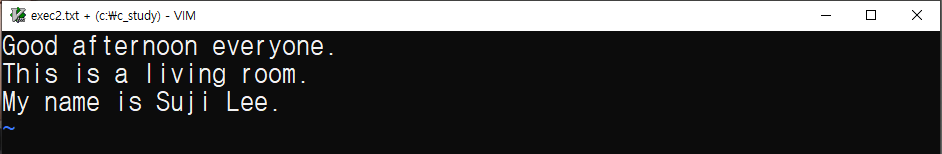 exec2.txt + (c:₩c_study) - VIM
Good afternoon everyone.
This is a living room.
My name is Suji Lee.
~